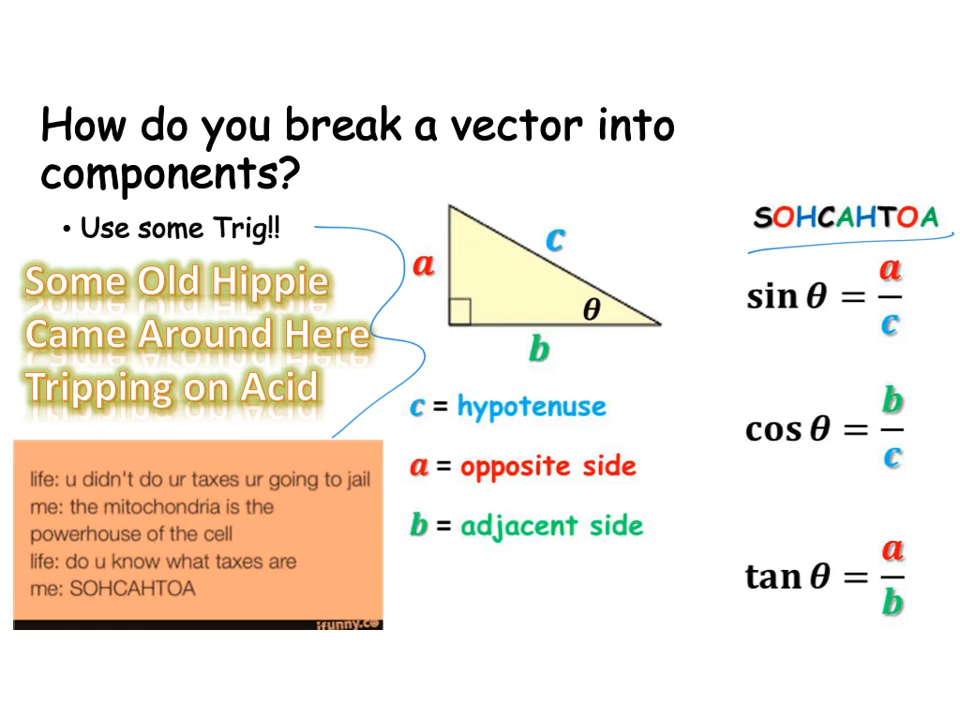 How do you break a vector into
components?
• Use some Trig!!
Some Old Hippie
Came Around Here
Tripping on Acid
life: u didn't do ur taxes ur going to jail
me: the mitochondria is the
powerhouse of the cell
life: do u know what taxes are
me: SOHCAHTOA
ifunny.co
a
c
θ
b
c = hypotenuse
a = opposite side
b = adjacent side
SOHCAHTOA
sin θ = a/c
cos θ = b/c
tan θ = a/b